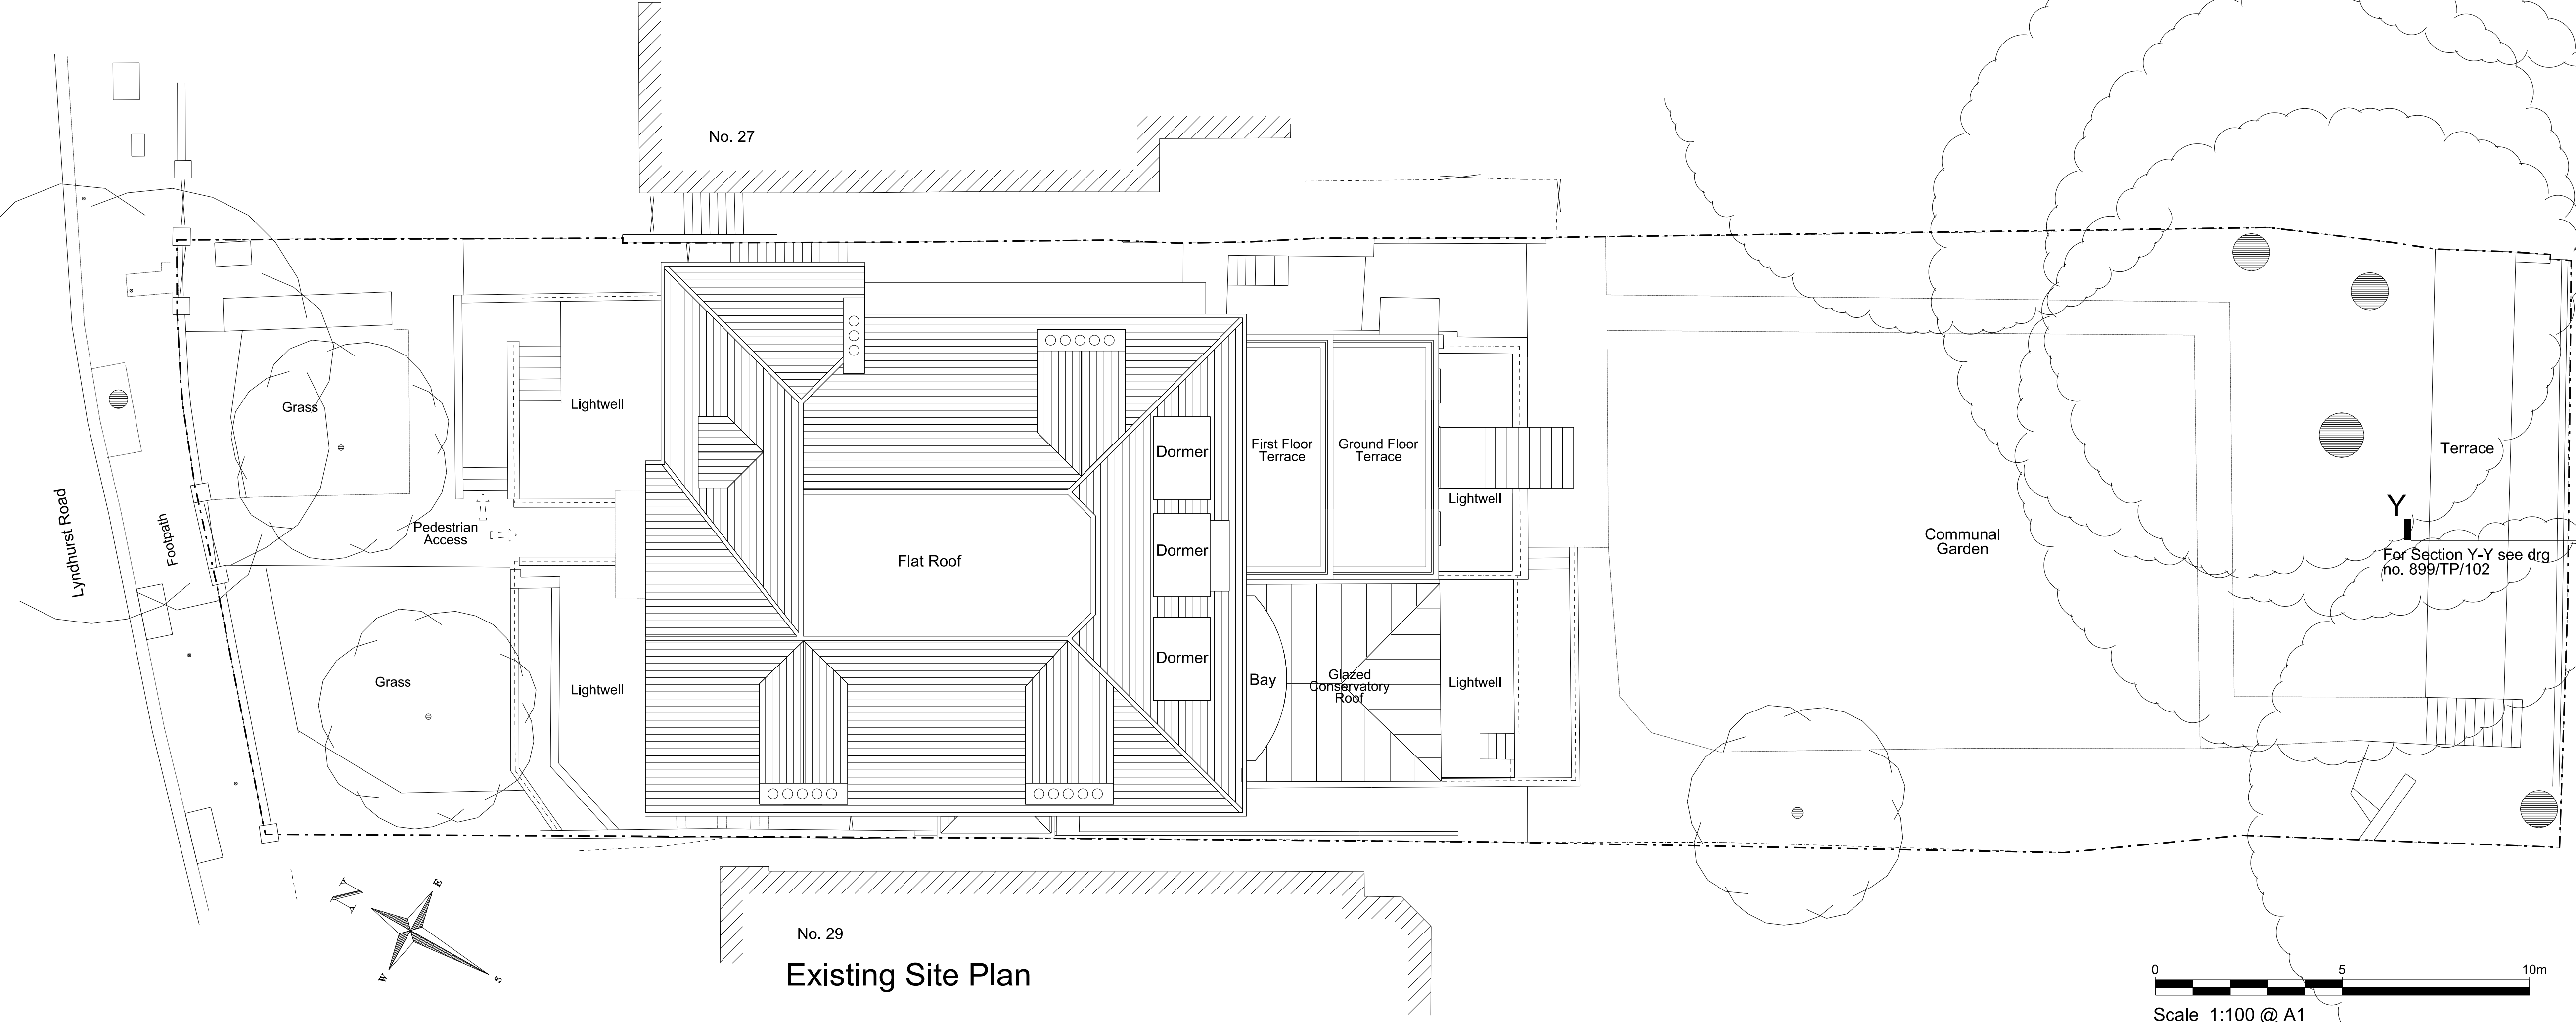 No. 27
Lyndhurst Road
Footpath
Grass
Grass
Pedestrian
Access
Lightwell
Lightwell
Flat Roof
Dormer
Dormer
Dormer
First Floor
Terrace
Ground Floor
Terrace
Lightwell
Bay
Glazed
Conservatory
Roof
Lightwell
Communal
Garden
Terrace
Y
For Section Y-Y see drg
no. 899/TP/102
N
E
W
S
No. 29
Existing Site Plan
0 5 10m
Scale 1:100 @ A1